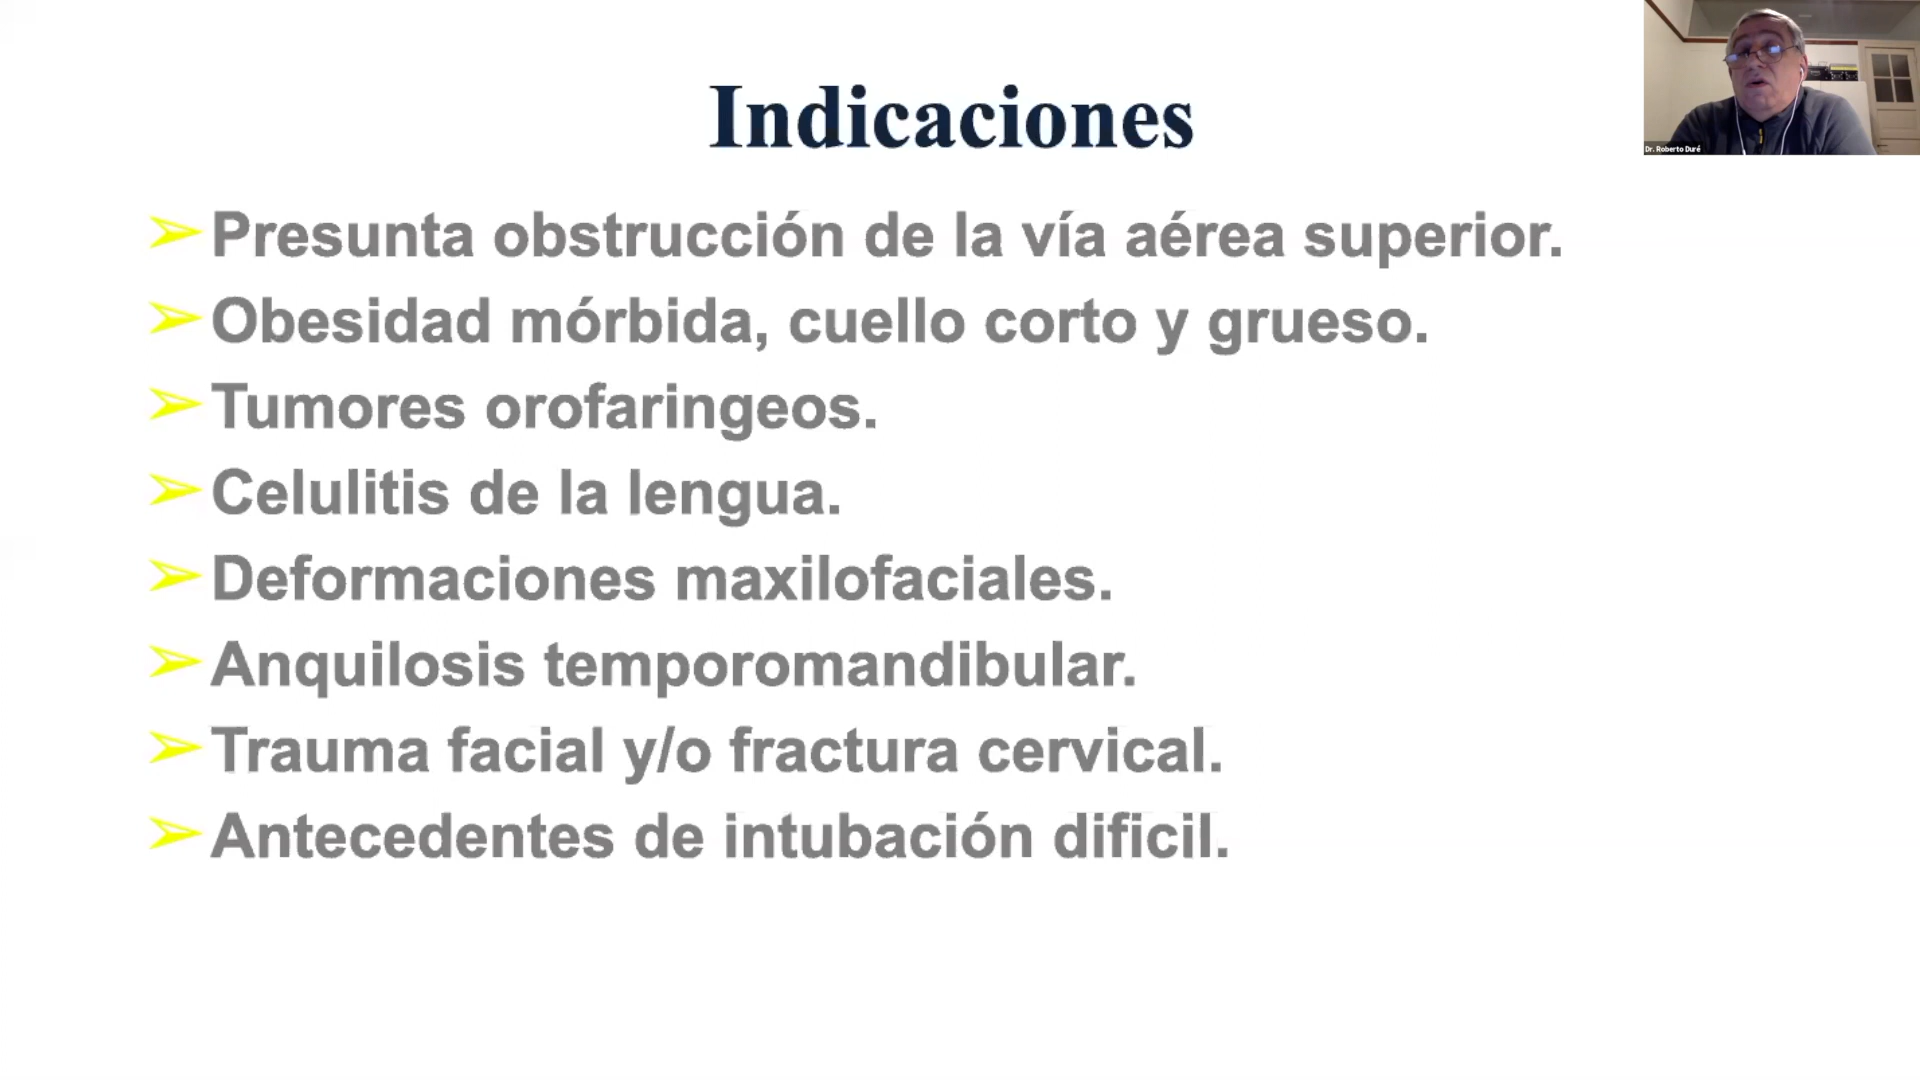 Indicaciones
Dr. Roberto Duré
Presunta obstrucción de la vía aérea superior.
Obesidad mórbida, cuello corto y grueso.
Tumores orofaringeos.
Celulitis de la lengua.
Deformaciones maxilofaciales.
Anquilosis temporomandibular.
Trauma facial y/o fractura cervical.
Antecedentes de intubación dificil.